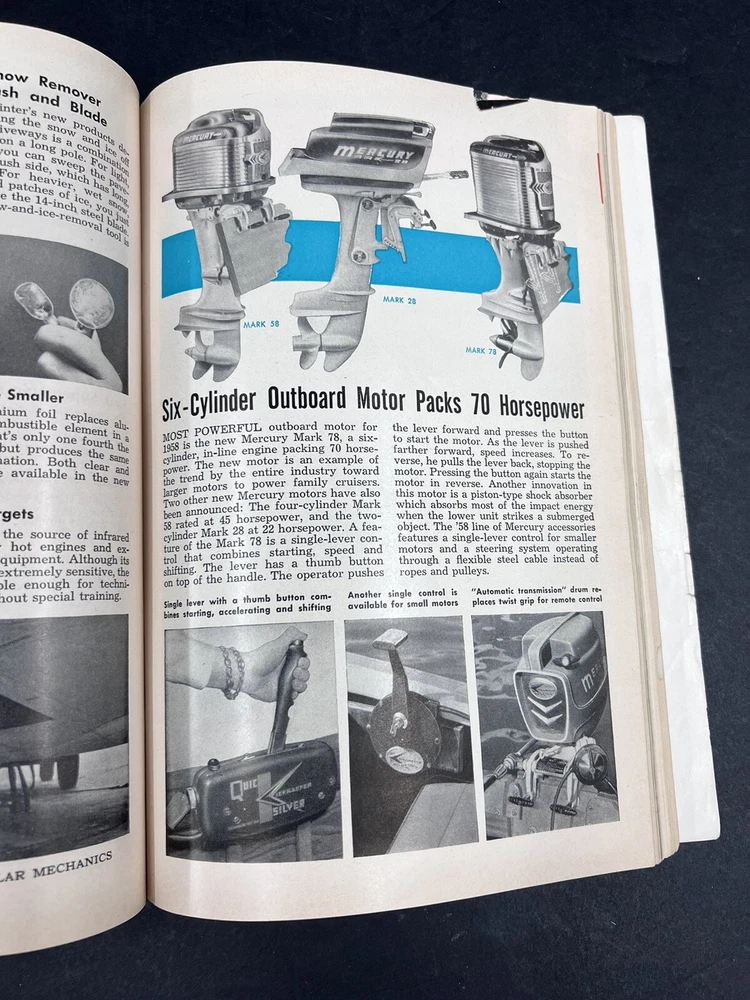 now Remover
sh and Blade
inter's new products de-
ing the snow and ice off
iveways is a combination
on a long pole. For light,
you can sweep the pave-
ush side, which has long,
For heavier, wet snow,
d patches of ice, you just
e the 14-inch steel blade.
w-and-ice-removal tool is
Smaller
nium foil replaces alu-
mbustible element in a
t's only one fourth the
but produces the same
nation. Both clear and
e available in the new
rgets
the source of infrared
hot engines and ex-
quipment. Although its
extremely sensitive, the
ple enough for techni-
hout special training.
LAR MECHANICS
MERCURY
MERCURY
MERCURY
MARK 58
MARK 28
MARK 78
Six-Cylinder Outboard Motor Packs 70 Horsepower
MOST POWERFUL outboard motor for
1958 is the new Mercury Mark 78, a six-
cylinder, in-line engine packing 70 horse-
power. The new motor is an example of
the trend by the entire industry toward
larger motors to power family cruisers.
Two other new Mercury motors have also
been announced: The four-cylinder Mark
58 rated at 45 horsepower, and the two-
cylinder Mark 28 at 22 horsepower. A fea-
ture of the Mark 78 is a single-lever con-
trol that combines starting, speed and
shifting. The lever has a thumb button
on top of the handle. The operator pushes
the lever forward and presses the button
to start the motor. As the lever is pushed
farther forward, speed increases. To re-
verse, he pulls the lever back, stopping the
motor. Pressing the button again starts the
motor in reverse. Another innovation in
this motor is a piston-type shock absorber
which absorbs most of the impact energy
when the lower unit strikes a submerged
object. The '58 line of Mercury accessories
features a single-lever control for smaller
motors and a steering system operating
through a flexible steel cable instead of
ropes and pulleys.
Single lever with a thumb button com-
bines starting, accelerating and shifting
Another single control is
available for small motors
"Automatic transmission" drum re-
places twist grip for remote control
QUICK
KIEKHAEFER
SILVER
MER